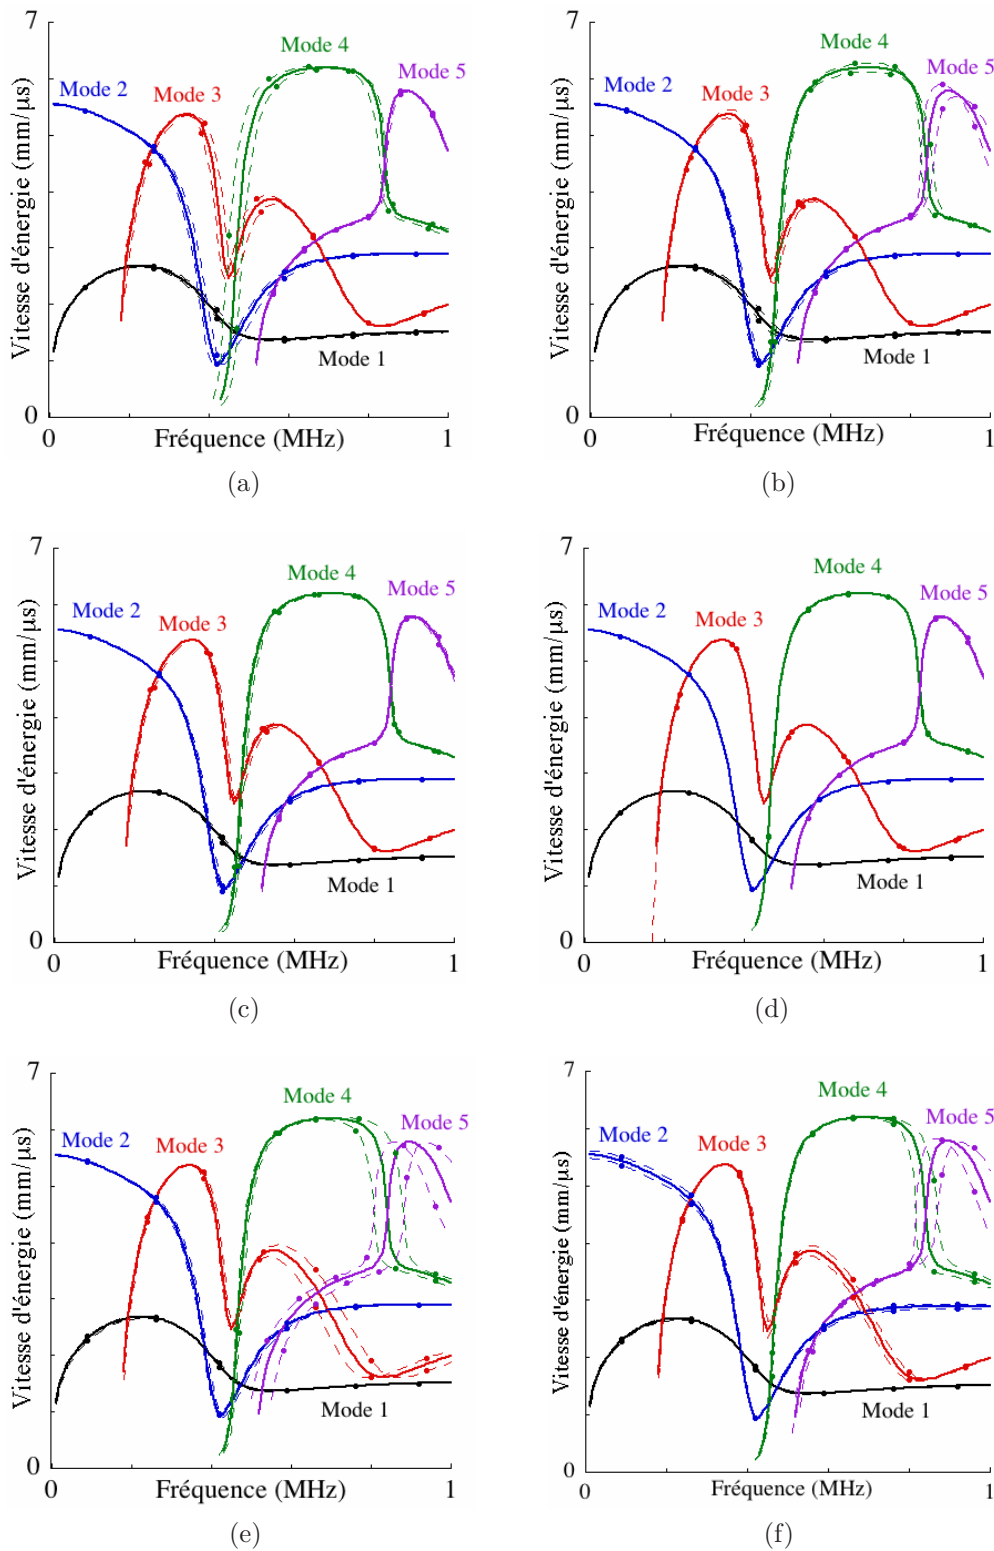 7
Mode 4
Mode 5
Mode 2
Mode 3
Vitesse d'énergie (mm/µs)
Mode 1
0
0
Fréquence (MHz)
1
(a)
7
Mode 4
Mode 5
Mode 2
Mode 3
Vitesse d'énergie (mm/µs)
Mode 1
0
0
Fréquence (MHz)
1
(b)
7
Mode 4
Mode 5
Mode 2
Mode 3
Vitesse d'énergie (mm/µs)
Mode 1
0
0
Fréquence (MHz)
1
(c)
7
Mode 4
Mode 5
Mode 2
Mode 3
Vitesse d'énergie (mm/µs)
Mode 1
0
0
Fréquence (MHz)
1
(d)
7
Mode 4
Mode 5
Mode 2
Mode 3
Vitesse d'énergie (mm/µs)
Mode 1
0
0
Fréquence (MHz)
1
(e)
7
Mode 4
Mode 5
Mode 2
Mode 3
Vitesse d'énergie (mm/µs)
Mode 1
0
0
Fréquence (MHz)
1
(f)